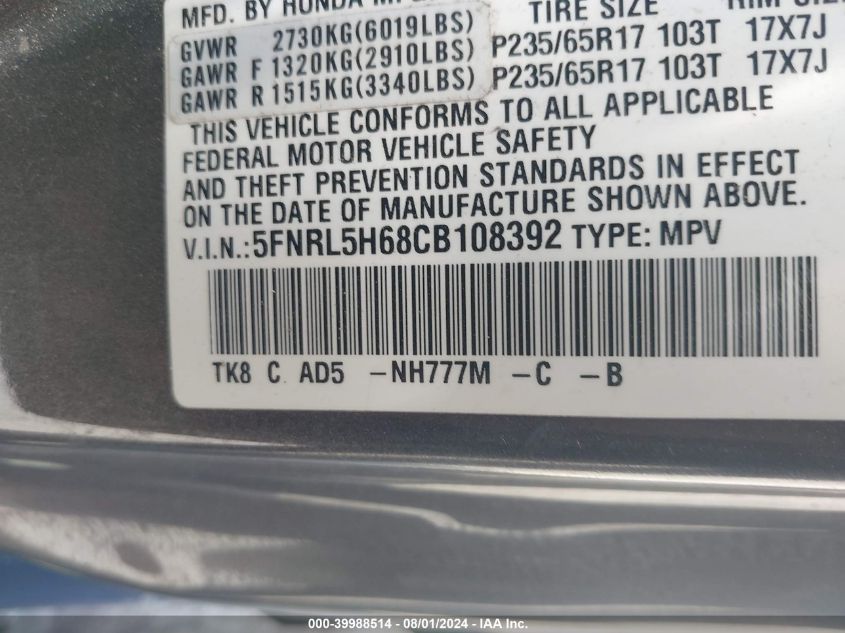 MFD. BY HONDA
TIRE SIZE
GVWR 2730KG(6019LBS)
GAWR F 1320KG(2910LBS) P235/65R17 103T 17X7J
GAWR R 1515KG(3340LBS) P235/65R17 103T 17X7J
THIS VEHICLE CONFORMS TO ALL APPLICABLE
FEDERAL MOTOR VEHICLE SAFETY
AND THEFT PREVENTION STANDARDS IN EFFECT
ON THE DATE OF MANUFACTURE SHOWN ABOVE.
V.I.N.:5FNRL5H68CB108392 TYPE: MPV
TK8 C AD5 -NH777M -C -B
000-39988514 - 08/01/2024 - IAA Inc.